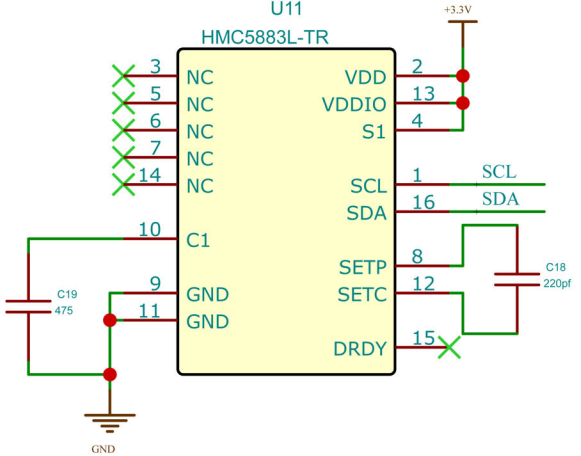 U11
+3.3V
HMC5883L-TR
3 NC VDD 2
5 NC VDDIO 13
6 NC S1 4
7 NC
14 NC SCL 1 SCL
SDA 16 SDA
10 C1
SETP 8
C18
220pf
9 GND SETC 12
C19
475
11 GND
DRDY 15
GND